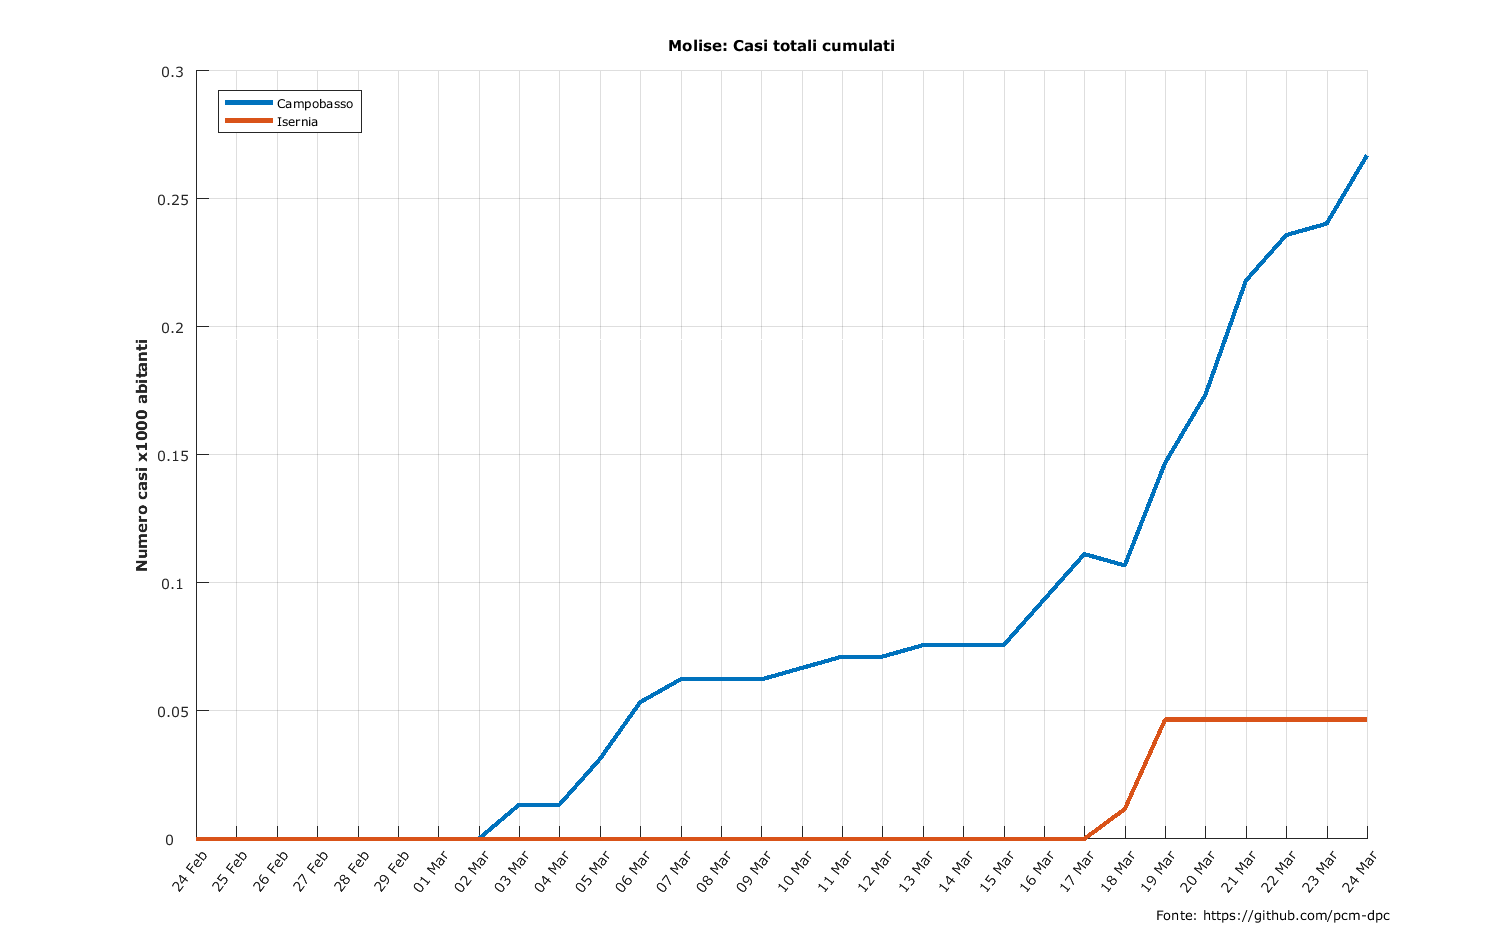 Molise: Casi totali cumulati
0.3
0.25
0.2
0.15
0.1
0.05
0
Numero casi x1000 abitanti
Campobasso
Isernia
24 Feb
25 Feb
26 Feb
27 Feb
28 Feb
29 Feb
01 Mar
02 Mar
03 Mar
04 Mar
05 Mar
06 Mar
07 Mar
08 Mar
09 Mar
10 Mar
11 Mar
12 Mar
13 Mar
14 Mar
15 Mar
16 Mar
17 Mar
18 Mar
19 Mar
20 Mar
21 Mar
22 Mar
23 Mar
24 Mar
Fonte: https://github.com/pcm-dpc